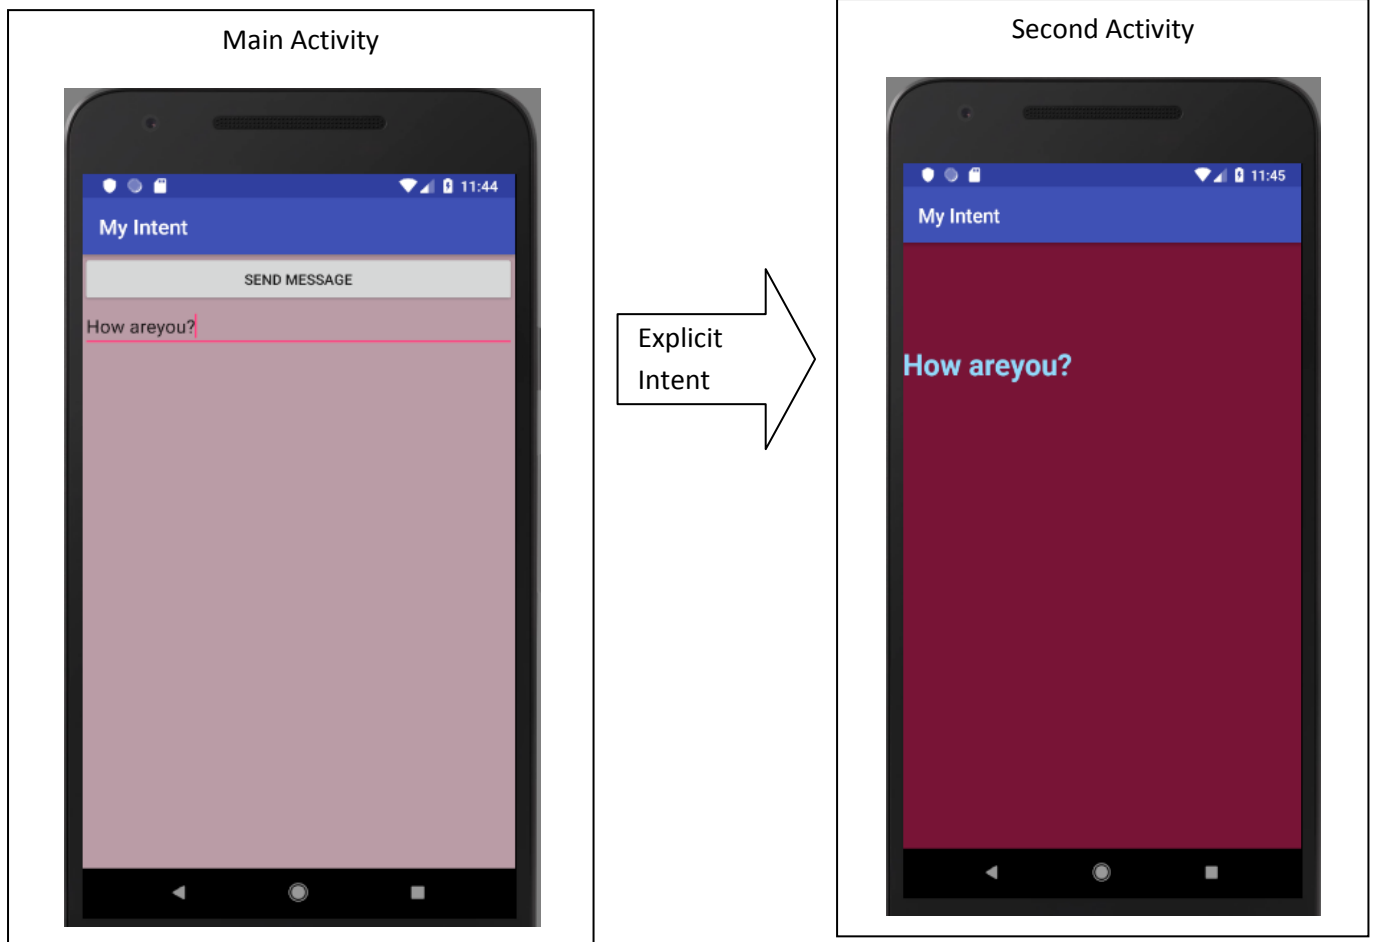 Main Activity
11:44
My Intent
SEND MESSAGE
How areyou?
Explicit
Intent
Second Activity
11:45
My Intent
How areyou?